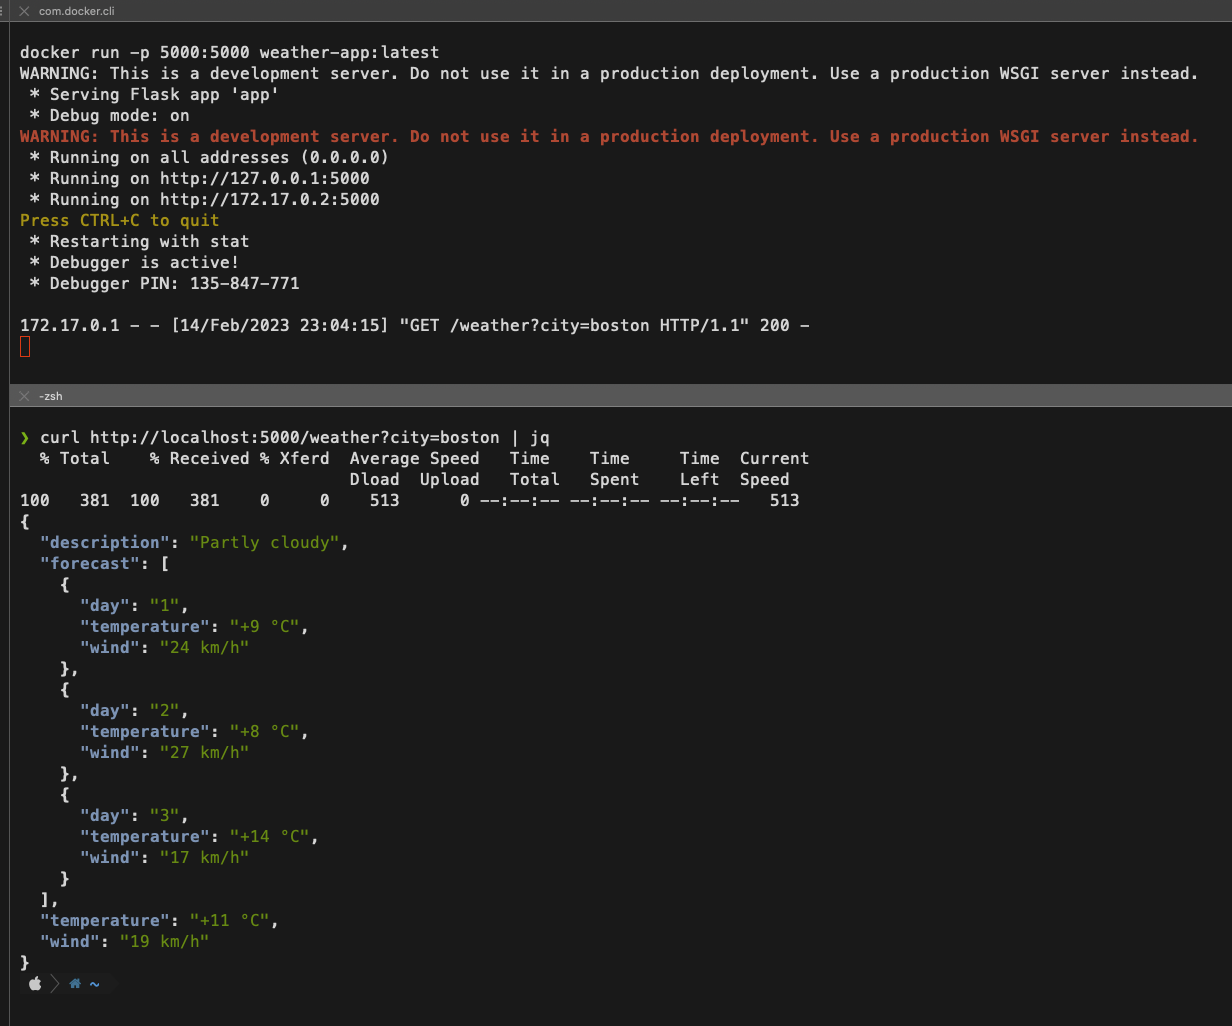 com.docker.cli
docker run -p 5000:5000 weather-app:latest
WARNING: This is a development server. Do not use it in a production deployment. Use a production WSGI server instead.
 * Serving Flask app 'app'
 * Debug mode: on
WARNING: This is a development server. Do not use it in a production deployment. Use a production WSGI server instead.
 * Running on all addresses (0.0.0.0)
 * Running on http://127.0.0.1:5000
 * Running on http://172.17.0.2:5000
Press CTRL+C to quit
 * Restarting with stat
 * Debugger is active!
 * Debugger PIN: 135-847-771
172.17.0.1 - - [14/Feb/2023 23:04:15] "GET /weather?city=boston HTTP/1.1" 200 -
-zsh
❯ curl http://localhost:5000/weather?city=boston | jq
  % Total    % Received % Xferd  Average Speed   Time    Time     Time  Current
                                 Dload  Upload   Total   Spent    Left  Speed
100   381  100   381    0     0    513      0 --:--:-- --:--:-- --:--:--   513
{
  "description": "Partly cloudy",
  "forecast": [
    {
      "day": "1",
      "temperature": "+9 °C",
      "wind": "24 km/h"
    },
    {
      "day": "2",
      "temperature": "+8 °C",
      "wind": "27 km/h"
    },
    {
      "day": "3",
      "temperature": "+14 °C",
      "wind": "17 km/h"
    }
  ],
  "temperature": "+11 °C",
  "wind": "19 km/h"
}
~